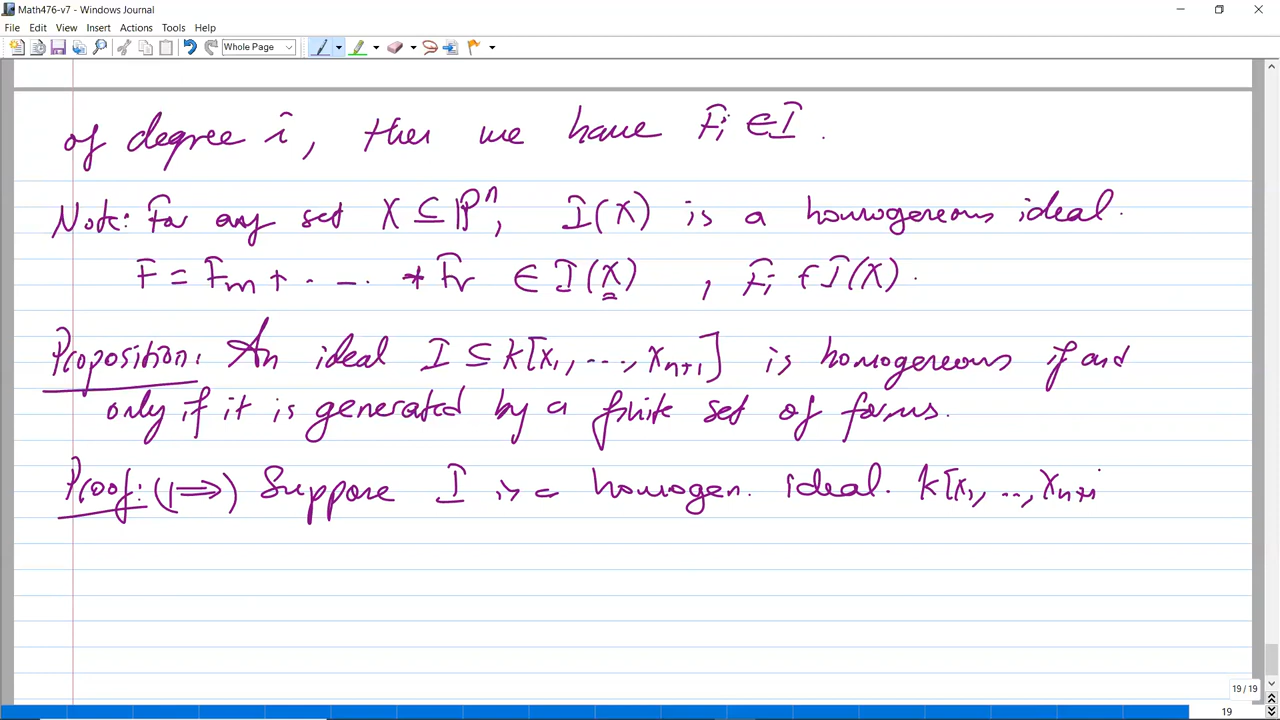 Math476-v7 - Windows Journal
File Edit View Insert Actions Tools Help
Whole Page
of degree i, then we have Fi ∈ I .
Note: For any set X ⊆ ℙⁿ, I(X) is a homogeneous ideal.
F = Fm + · – · + Fr ∈ I(X) , Fi ∈ I(X) .
Proposition: An ideal I ⊆ k[x1, ..., xn+1] is homogeneous if and
only if it is generated by a finite set of forms.
Proof: (⟹) Suppose I is a homogen. ideal. k[x1, .., xn+1
19 / 19
19